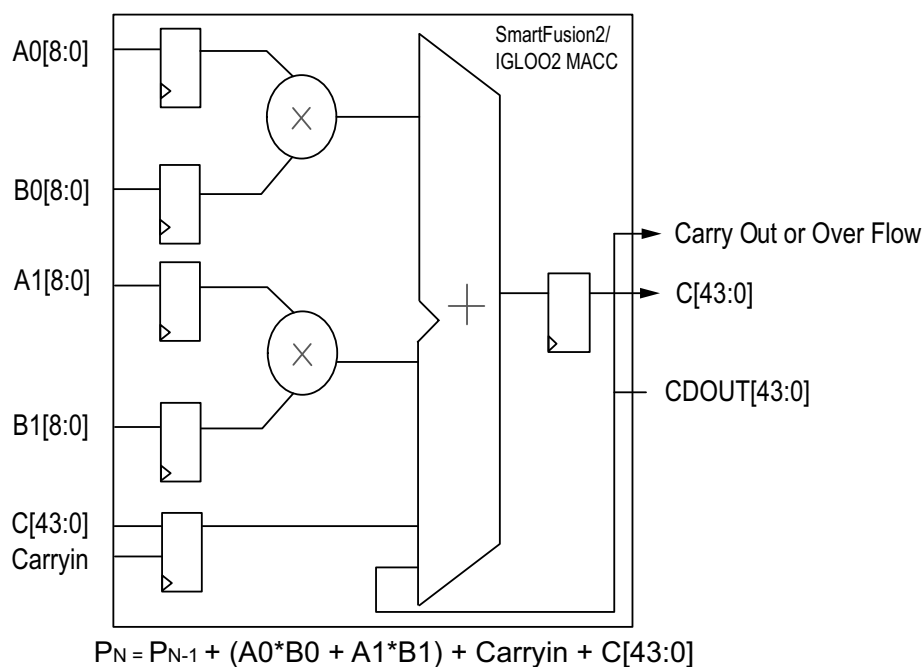 SmartFusion2/
IGLOO2 MACC
A0[8:0]
×
B0[8:0]
Carry Out or Over Flow
A1[8:0]
C[43:0]
+
×
CDOUT[43:0]
B1[8:0]
C[43:0]
Carryin
PN = PN-1 + (A0*B0 + A1*B1) + Carryin + C[43:0]